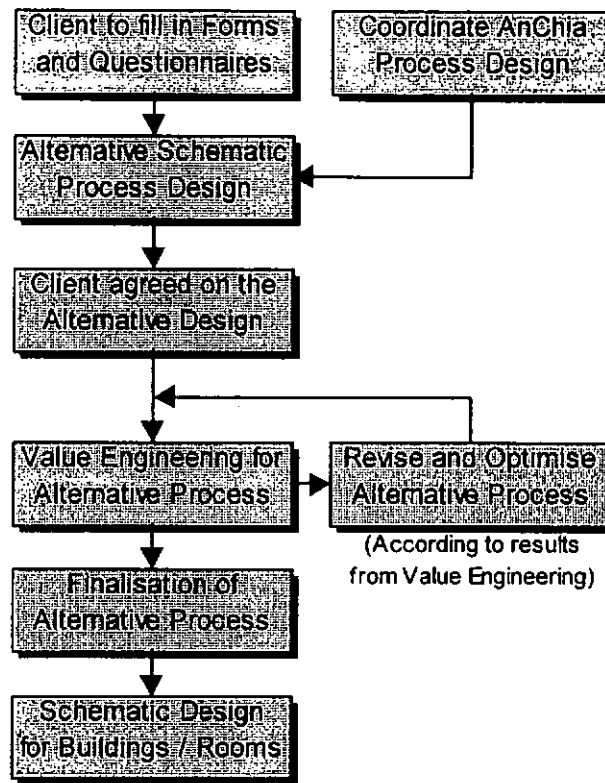 Client to fill in Forms
and Questionnaires
Coordinate AnChia
Process Design
Alternative Schematic
Process Design
Client agreed on the
Alternative Design
Value Engineering for
Alternative Process
Revise and Optimise
Alternative Process
(According to results
from Value Engineering)
Finalisation of
Alternative Process
Schematic Design
for Buildings / Rooms